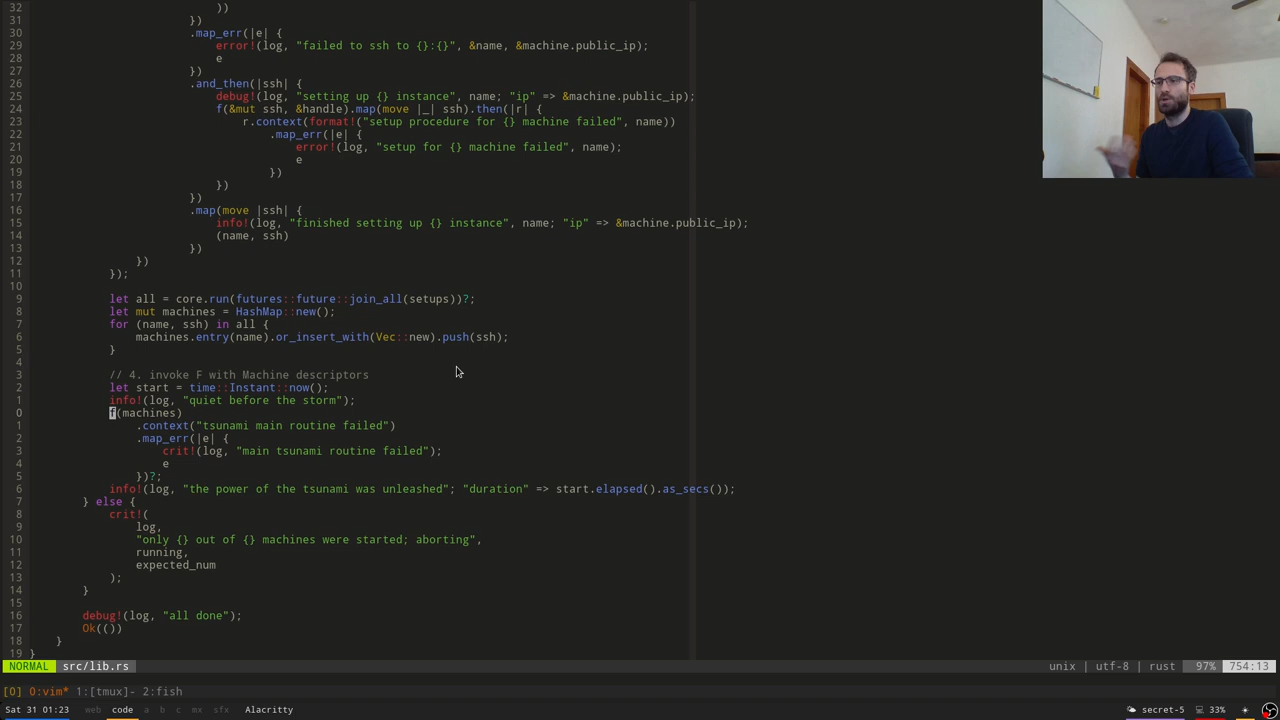 32                             ))
31                         })
30                         .map_err(|e| {
29                             error!(log, "failed to ssh to {}:{}", &name, &machine.public_ip);
28                             e
27                         })
26                         .and_then(|ssh| {
25                             debug!(log, "setting up {} instance", name; "ip" => &machine.public_ip);
24                             f(&mut ssh, &handle).map(move |_| ssh).then(|r| {
23                                 r.context(format!("setup procedure for {} machine failed", name))
22                                     .map_err(|e| {
21                                         error!(log, "setup for {} machine failed", name);
20                                         e
19                                     })
18                             })
17                         })
16                         .map(move |ssh| {
15                             info!(log, "finished setting up {} instance", name; "ip" => &machine.public_ip);
14                             (name, ssh)
13                         })
12                 })
11             });
10
9             let all = core.run(futures::future::join_all(setups))?;
8             let mut machines = HashMap::new();
7             for (name, ssh) in all {
6                 machines.entry(name).or_insert_with(Vec::new).push(ssh);
5             }
4
3             // 4. invoke F with Machine descriptors
2             let start = time::Instant::now();
1             info!(log, "quiet before the storm");
0             f(machines)
1                 .context("tsunami main routine failed")
2                 .map_err(|e| {
3                     crit!(log, "main tsunami routine failed");
4                     e
5                 })?;
6             info!(log, "the power of the tsunami was unleashed"; "duration" => start.elapsed().as_secs());
7         } else {
8             crit!(
9                 log,
10                 "only {} out of {} machines were started; aborting",
11                 running,
12                 expected_num
13             );
14         }
15
16         debug!(log, "all done");
17         Ok(())
18     }
19 }
NORMAL src/lib.rs unix | utf-8 | rust 97% 754:13
[0] 0:vim* 1:[tmux]- 2:fish
Sat 31 01:23 web code a b c mx sfx Alacritty secret-5 33%